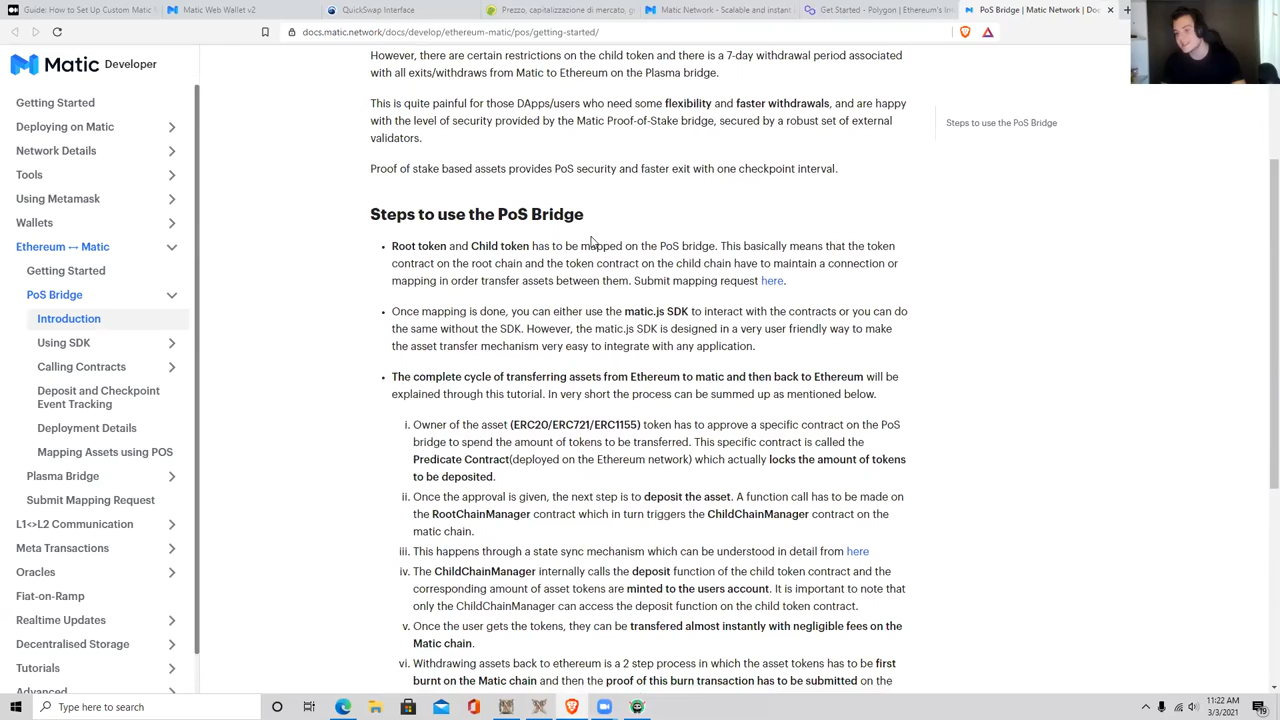 Guide: How to Set Up Custom Matic
Matic Web Wallet v2
QuickSwap Interface
Prezzo, capitalizzazione di mercato, g
Matic Network - Scalable and instant
Get Started - Polygon | Ethereum's In
PoS Bridge | Matic Network | Doc
docs.matic.network/docs/develop/ethereum-matic/pos/getting-started/
Matic Developer
Getting Started
Deploying on Matic
Network Details
Tools
Using Metamask
Wallets
Ethereum ↔ Matic
Getting Started
PoS Bridge
Introduction
Using SDK
Calling Contracts
Deposit and Checkpoint
Event Tracking
Deployment Details
Mapping Assets using POS
Plasma Bridge
Submit Mapping Request
L1<>L2 Communication
Meta Transactions
Oracles
Fiat-on-Ramp
Realtime Updates
Decentralised Storage
Tutorials
Advanced
However, there are certain restrictions on the child token and there is a 7-day withdrawal period associated
with all exits/withdraws from Matic to Ethereum on the Plasma bridge.
This is quite painful for those DApps/users who need some flexibility and faster withdrawals, and are happy
with the level of security provided by the Matic Proof-of-Stake bridge, secured by a robust set of external
validators.
Proof of stake based assets provides PoS security and faster exit with one checkpoint interval.
Steps to use the PoS Bridge
• Root token and Child token has to be mapped on the PoS bridge. This basically means that the token
contract on the root chain and the token contract on the child chain have to maintain a connection or
mapping in order transfer assets between them. Submit mapping request here.
• Once mapping is done, you can either use the matic.js SDK to interact with the contracts or you can do
the same without the SDK. However, the matic.js SDK is designed in a very user friendly way to make
the asset transfer mechanism very easy to integrate with any application.
• The complete cycle of transferring assets from Ethereum to matic and then back to Ethereum will be
explained through this tutorial. In very short the process can be summed up as mentioned below.
i. Owner of the asset (ERC20/ERC721/ERC1155) token has to approve a specific contract on the PoS
bridge to spend the amount of tokens to be transferred. This specific contract is called the
Predicate Contract(deployed on the Ethereum network) which actually locks the amount of tokens
to be deposited.
ii. Once the approval is given, the next step is to deposit the asset. A function call has to be made on
the RootChainManager contract which in turn triggers the ChildChainManager contract on the
matic chain.
iii. This happens through a state sync mechanism which can be understood in detail from here
iv. The ChildChainManager internally calls the deposit function of the child token contract and the
corresponding amount of asset tokens are minted to the users account. It is important to note that
only the ChildChainManager can access the deposit function on the child token contract.
v. Once the user gets the tokens, they can be transfered almost instantly with negligible fees on the
Matic chain.
vi. Withdrawing assets back to ethereum is a 2 step process in which the asset tokens has to be first
burnt on the Matic chain and then the proof of this burn transaction has to be submitted on the
Steps to use the PoS Bridge
Type here to search
11:22 AM
3/3/2021
19